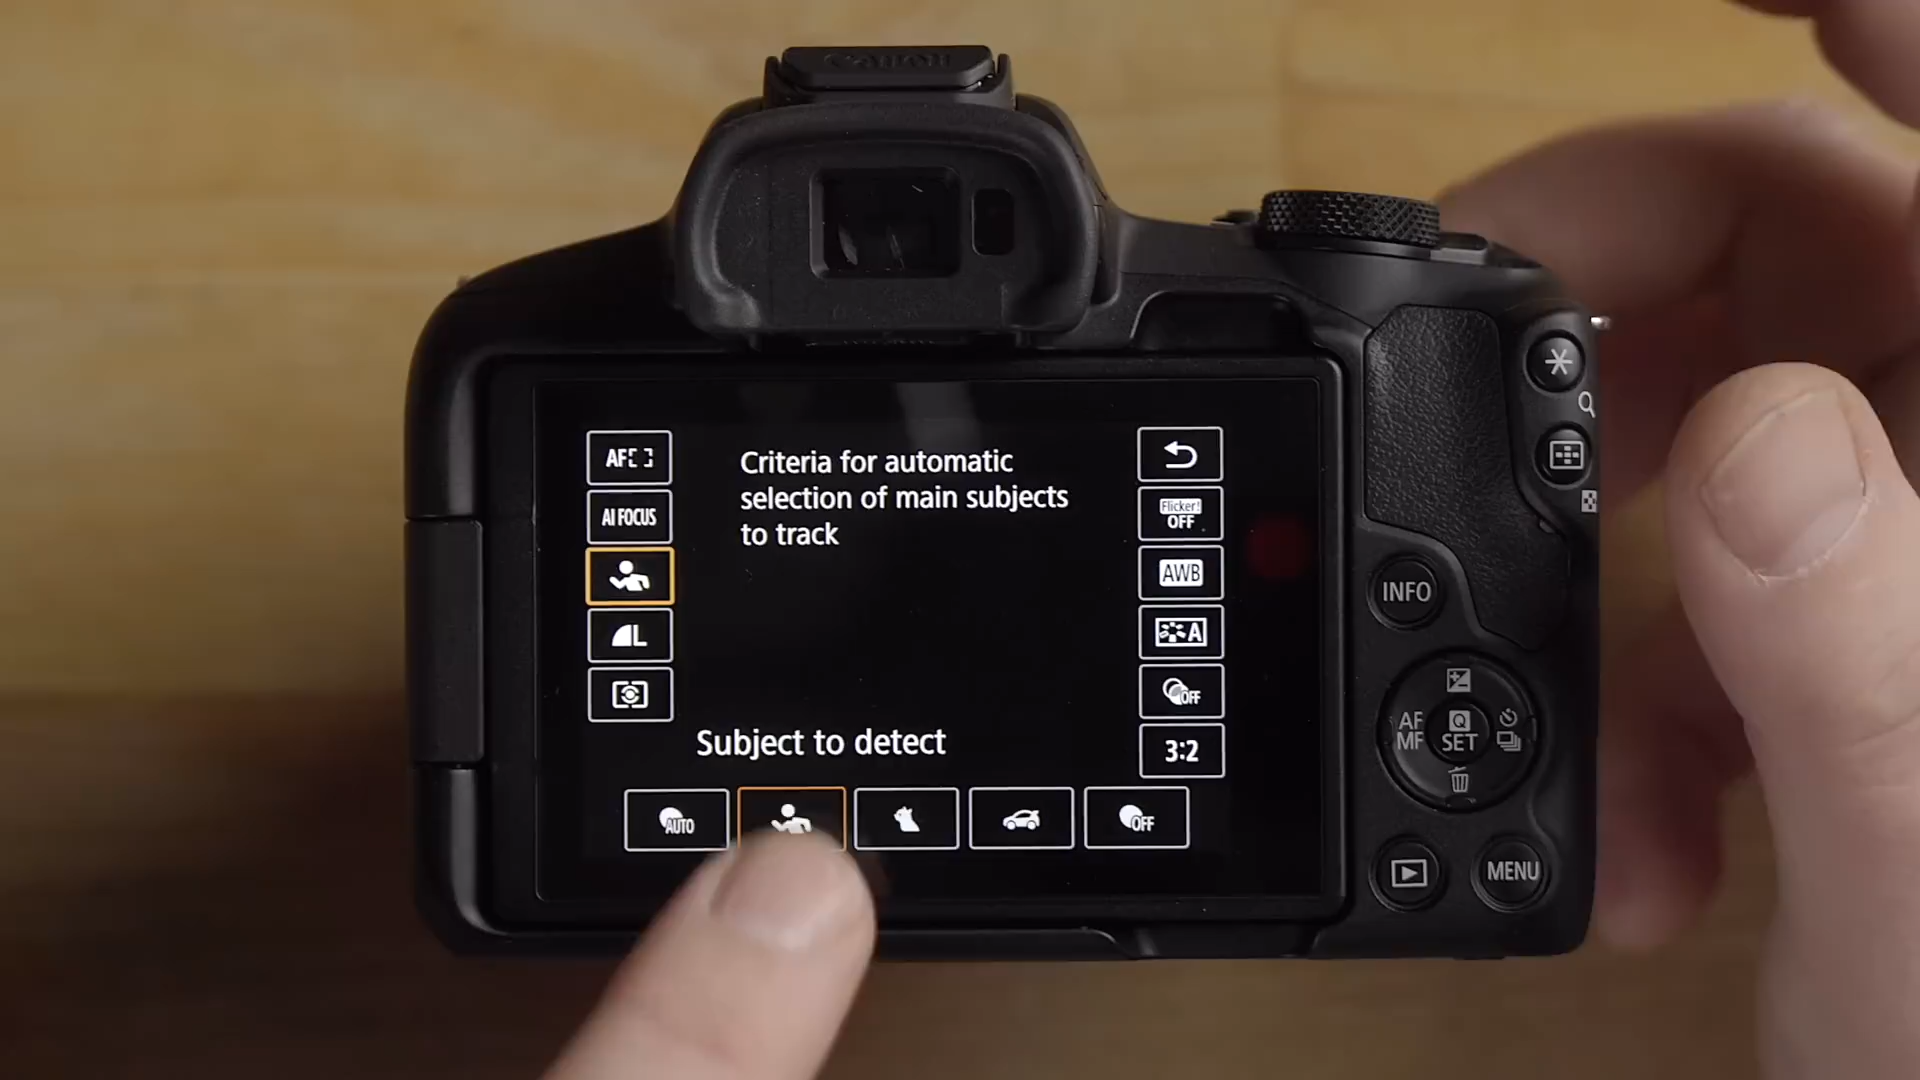 Canon
AF[ ]
AI FOCUS
L
Criteria for automatic
selection of main subjects
to track
Flicker!
OFF
AWB
A
OFF
3:2
Subject to detect
AUTO
OFF
INFO
AF
MF
Q
SET
MENU